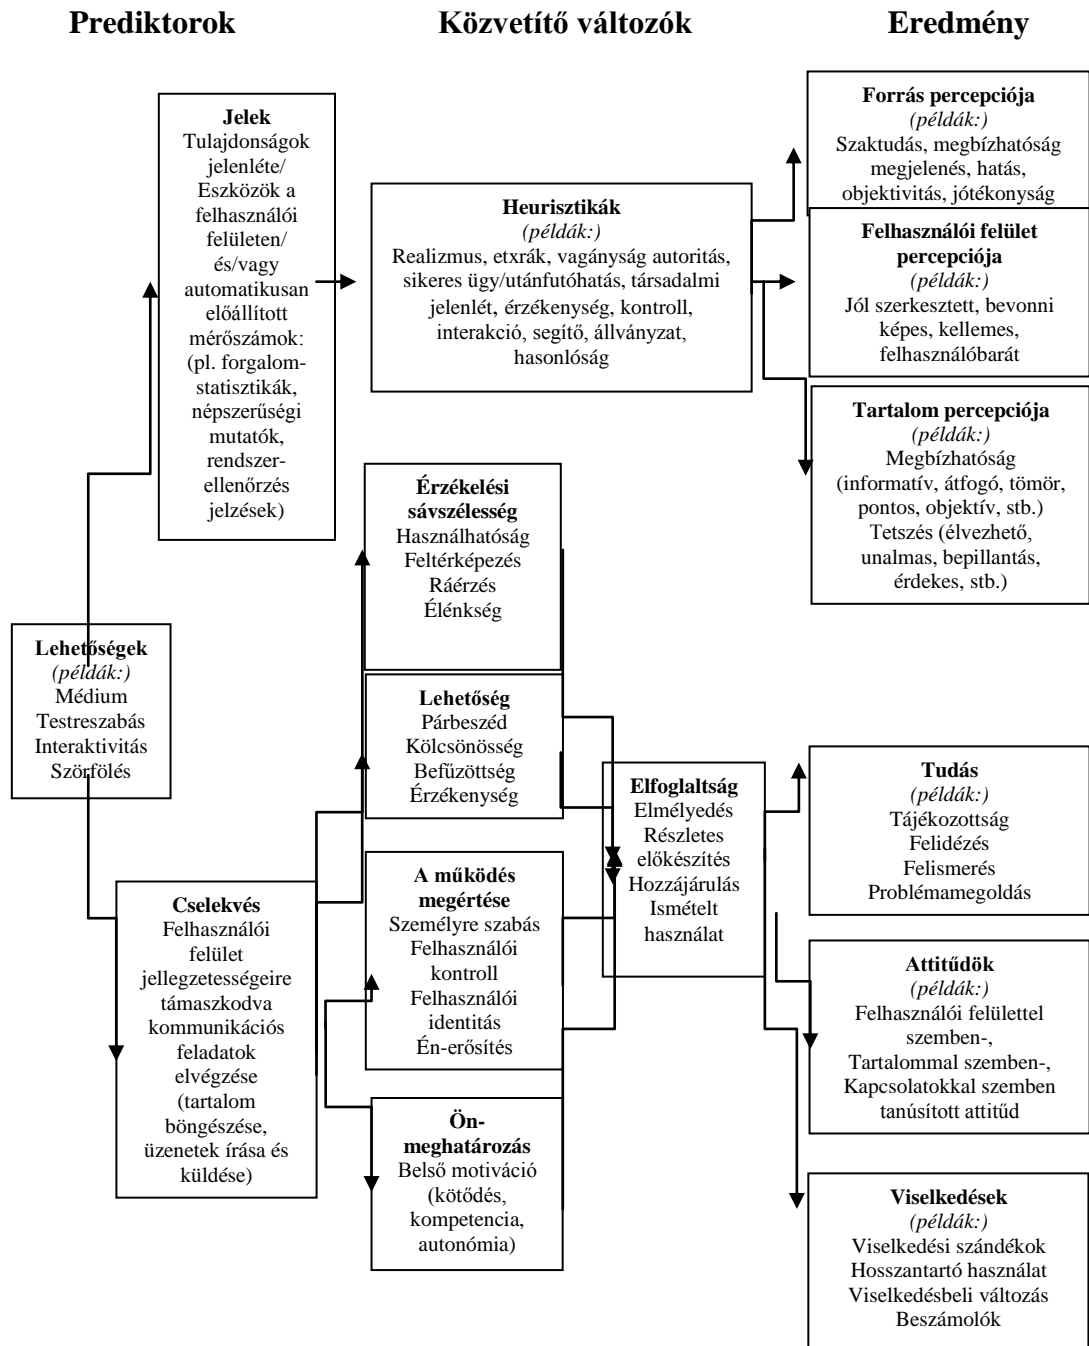 Prediktorok
Közvetítő változók
Eredmény
Jelek
Tulajdonságok
jelenléte/
Eszközök a
felhasználói
felületen/
és/vagy
automatikusan
előállított
mérőszámok:
(pl. forgalom-
statisztikák,
népszerűségi
mutatók,
rendszer-
ellenőrzés
jelzések)
Heurisztikák
(példák:)
Realizmus, etxrák, vagányság autoritás,
sikeres ügy/utánfutóhatás, társadalmi
jelenlét, érzékenység, kontroll,
interakció, segítő, állványzat,
hasonlóság
Forrás percepciója
(példák:)
Szaktudás, megbízhatóság
megjelenés, hatás,
objektivitás, jótékonyság
Felhasználói felület
percepciója
(példák:)
Jól szerkesztett, bevonni
képes, kellemes,
felhasználóbarát
Tartalom percepciója
(példák:)
Megbízhatóság
(informatív, átfogó, tömör,
pontos, objektív, stb.)
Tetszés (élvezhető,
unalmas, bepillantás,
érdekes, stb.)
Lehetőségek
(példák:)
Médium
Testreszabás
Interaktivitás
Szörfölés
Érzékelési
sávszélesség
Használhatóság
Feltérképezés
Ráérzés
Élénkség
Lehetőség
Párbeszéd
Kölcsönösség
Befűzöttség
Érzékenység
Cselekvés
Felhasználói
felület
jellegzetességeire
támaszkodva
kommunikációs
feladatok
elvégzése
(tartalom
böngészése,
üzenetek írása és
küldése)
A működés
megértése
Személyre szabás
Felhasználói
kontroll
Felhasználói
identitás
Én-erősítés
Ön-
meghatározás
Belső motiváció
(kötődés,
kompetencia,
autonómia)
Elfoglaltság
Elmélyedés
Részletes
előkészítés
Hozzájárulás
Ismételt
használat
Tudás
(példák:)
Tájékozottság
Felidézés
Felismerés
Problémamegoldás
Attitűdök
(példák:)
Felhasználói felülettel
szemben-,
Tartalommal szemben-,
Kapcsolatokkal szemben
tanúsított attitűd
Viselkedések
(példák:)
Viselkedési szándékok
Hosszantartó használat
Viselkedésbeli változás
Beszámolók